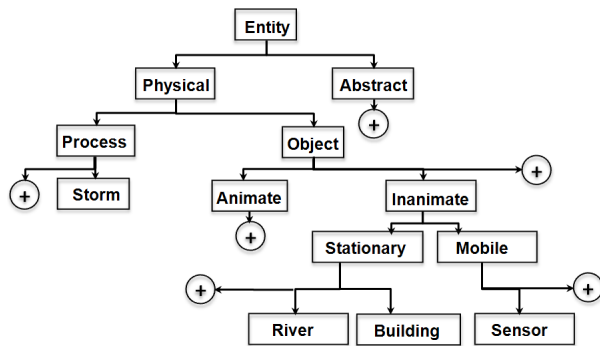 Entity
Physical
Abstract
+
Process
Object
+
+
Storm
Animate
Inanimate
+
Stationary
Mobile
+
+
River
Building
Sensor